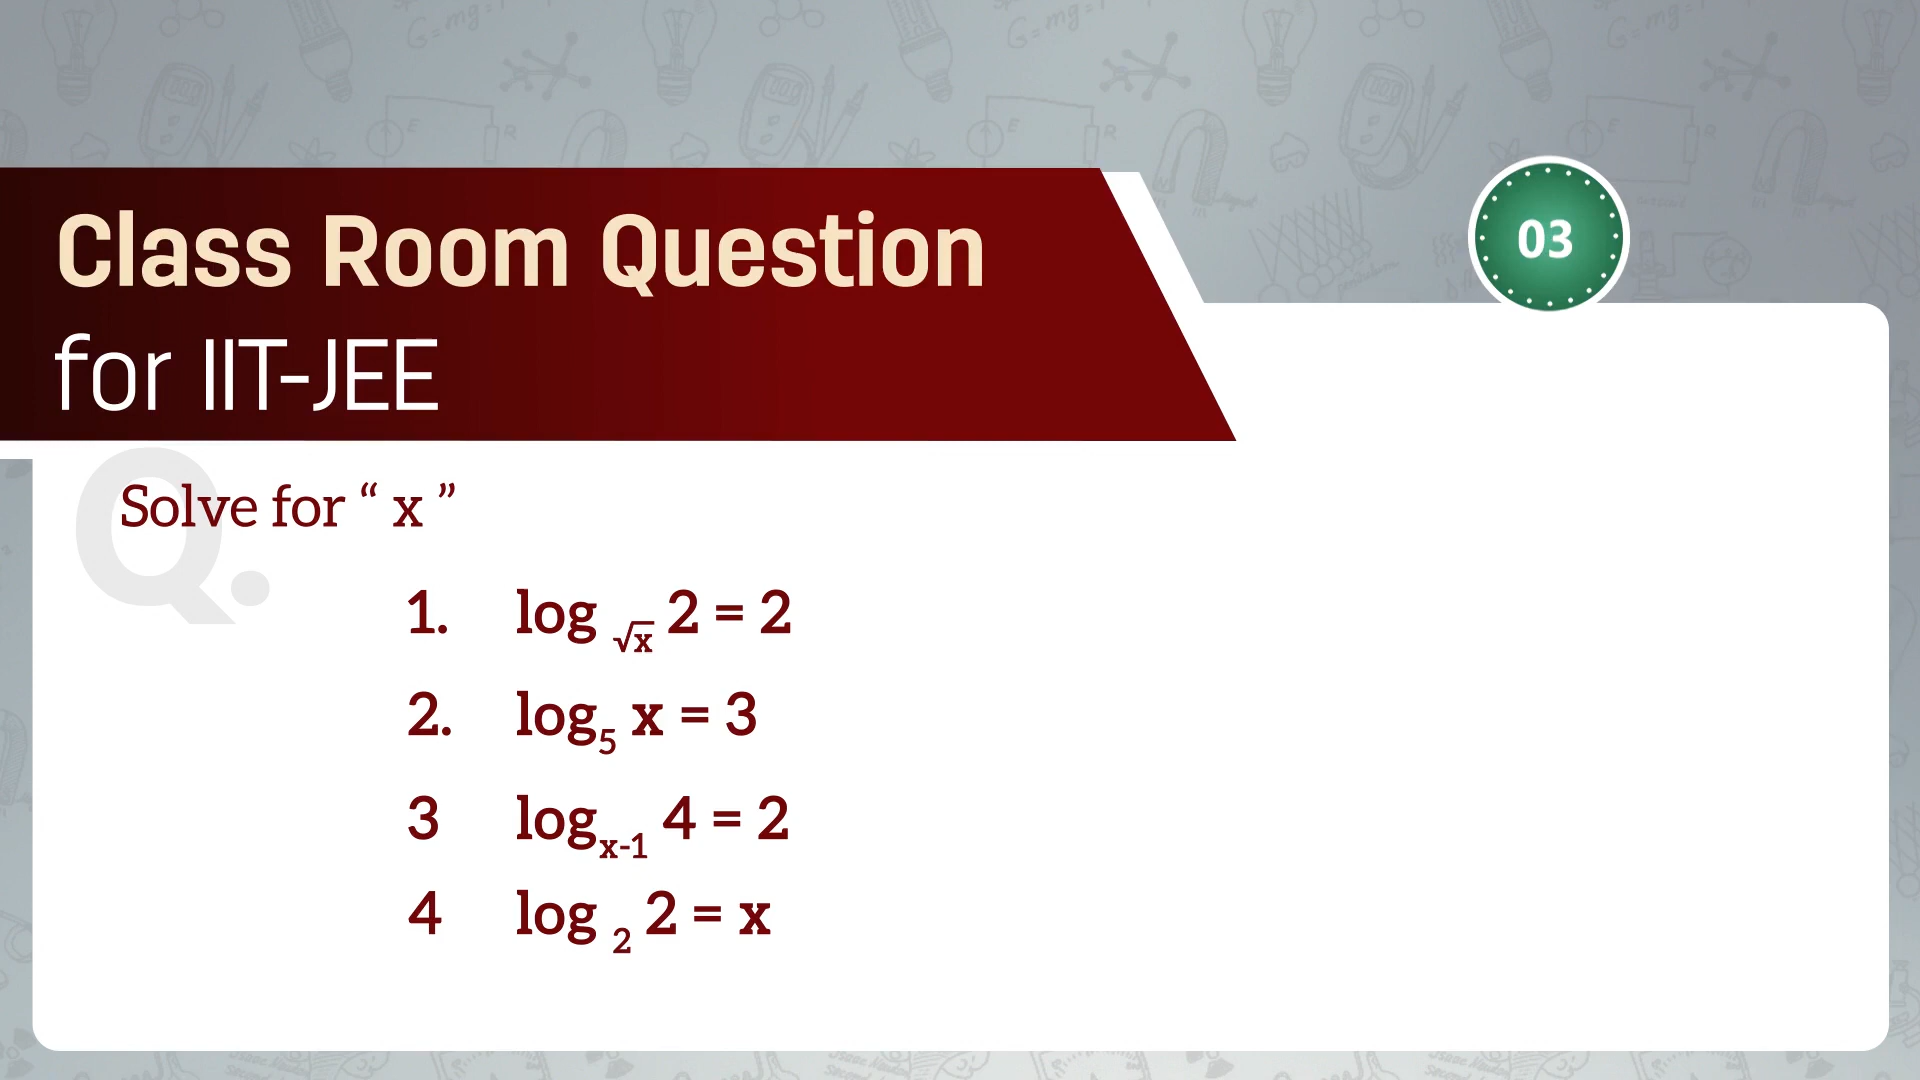 Class Room Question
for IIT-JEE
03
Q.
Solve for “ x ”
1. log √x 2 = 2
2. log₅ x = 3
3 logₓ₋₁ 4 = 2
4 log ₂ 2 = x